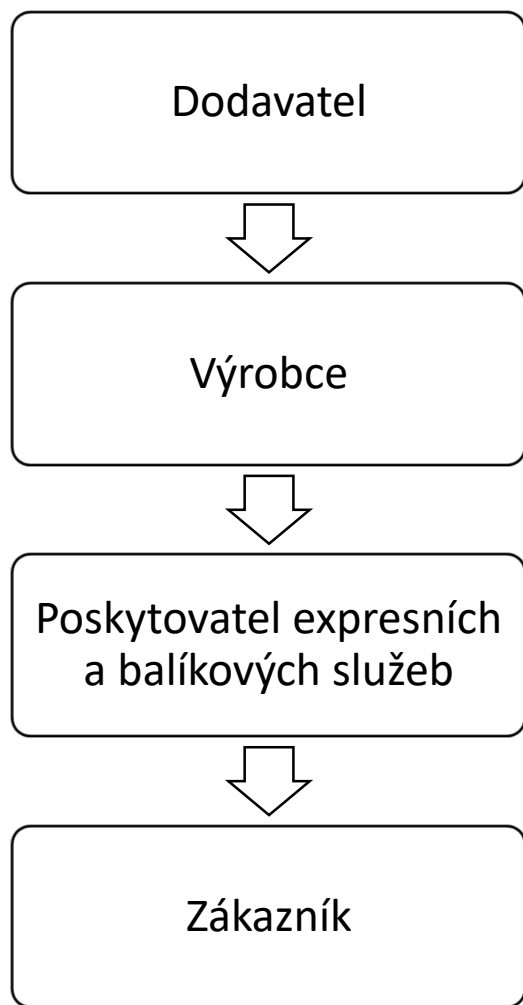 Dodavatel
Výrobce
Poskytovatel expresních
a balíkových služeb
Zákazník